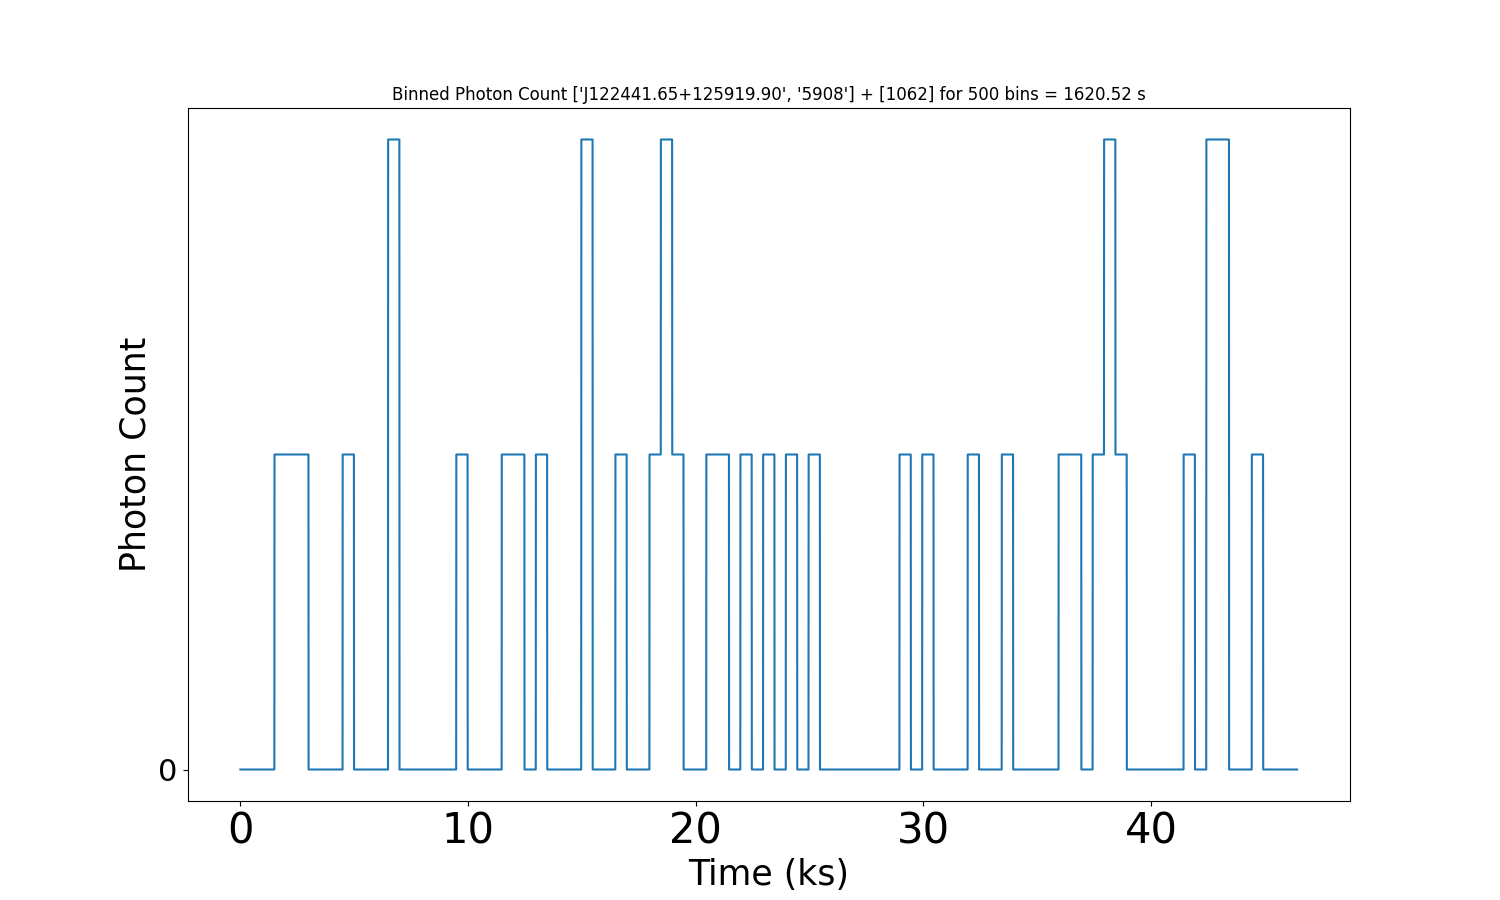 Binned Photon Count ['J122441.65+125919.90', '5908'] + [1062] for 500 bins = 1620.52 s
Photon Count
0
0 10 20 30 40
Time (ks)